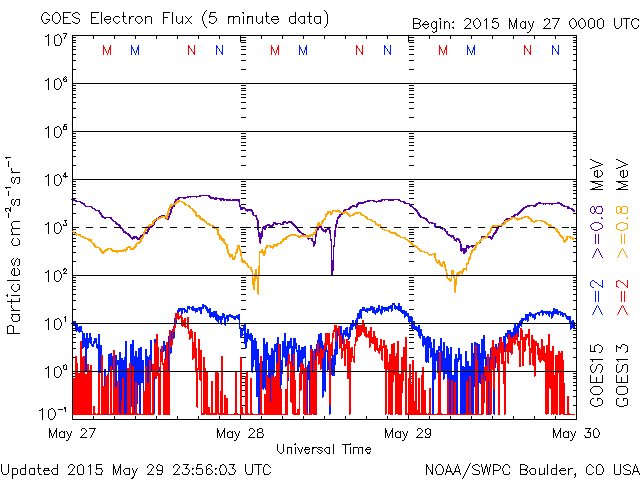 GOES Electron Flux (5 minute data)
Begin: 2015 May 27 0000 UTC
M M N N M M N N M M N N
10⁷
10⁶
10⁵
10⁴
10³
10²
10¹
10⁰
10⁻¹
Particles cm⁻²s⁻¹sr⁻¹
May 27 May 28 May 29 May 30
Universal Time
GOES15 >=2 >=0.8 MeV
GOES13 >=2 >=0.8 MeV
Updated 2015 May 29 23:56:03 UTC
NOAA/SWPC Boulder, CO USA